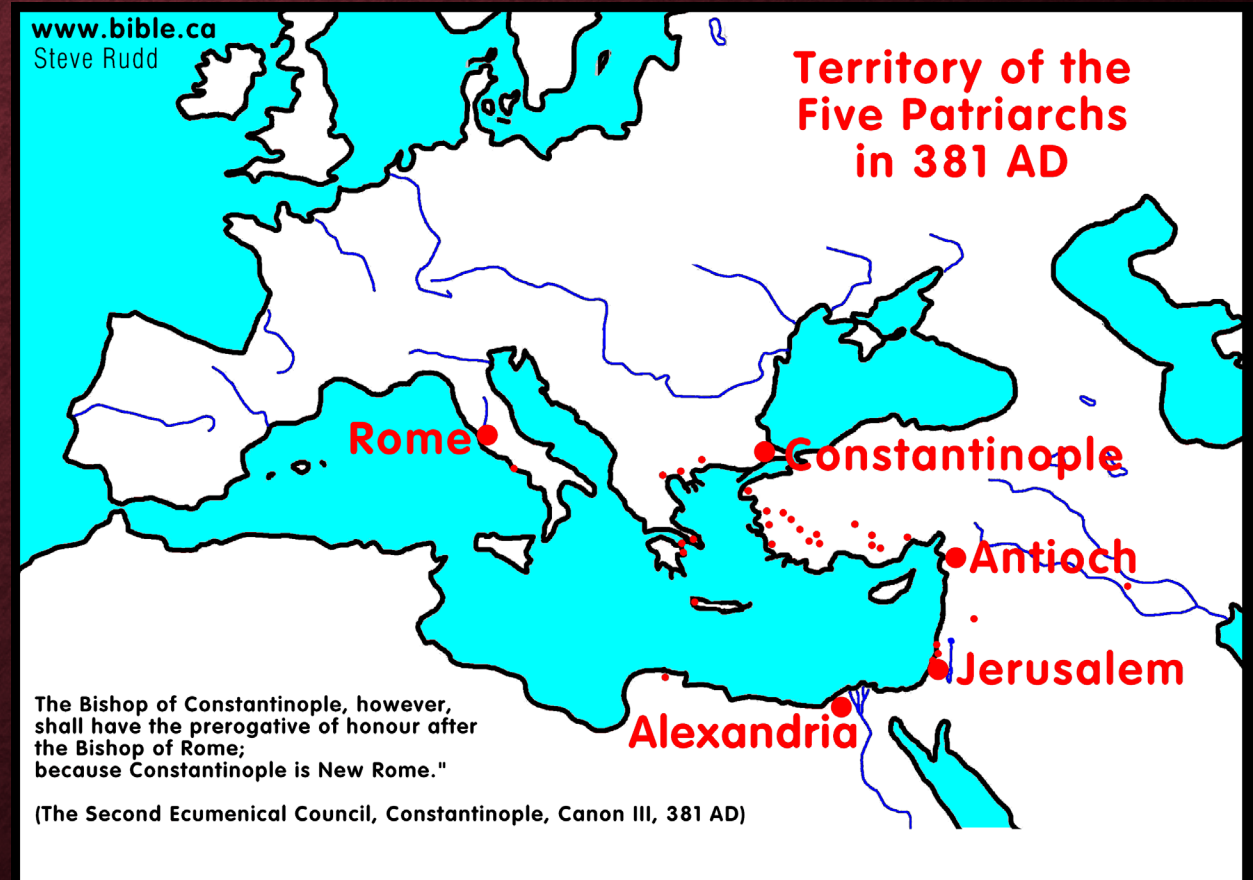 www.bible.ca
Steve Rudd
Territory of the
Five Patriarchs
in 381 AD
Rome
Constantinople
Antioch
Jerusalem
Alexandria
The Bishop of Constantinople, however,
shall have the prerogative of honour after
the Bishop of Rome;
because Constantinople is New Rome."
(The Second Ecumenical Council, Constantinople, Canon III, 381 AD)